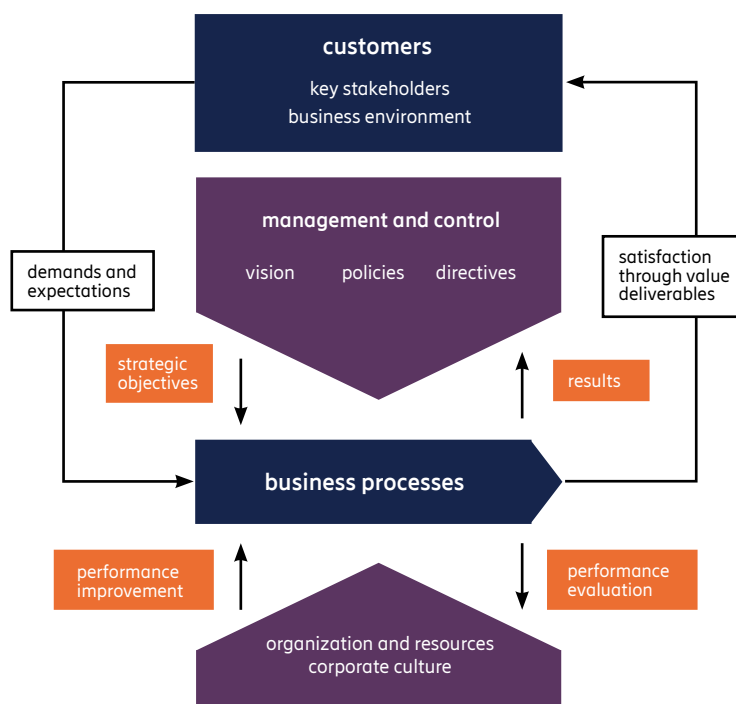 customers
key stakeholders
business environment
management and control
vision policies directives
demands and
expectations
satisfaction
through value
deliverables
strategic
objectives
results
business processes
performance
improvement
performance
evaluation
organization and resources
corporate culture